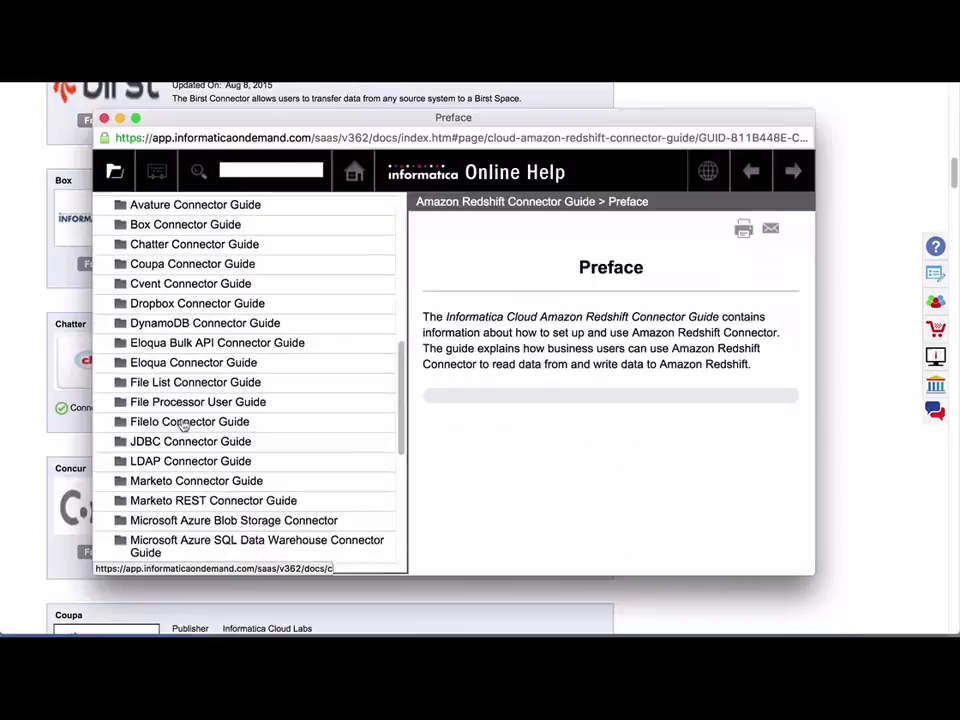 Birst
Updated On: Aug 8, 2015
The Birst Connector allows users to transfer data from any source system to a Birst Space.
Preface
https://app.informaticaondemand.com/saas/v362/docs/index.htm#page/cloud-amazon-redshift-connector-guide/GUID-811B448E-C...
informatica Online Help
Avature Connector Guide
Box Connector Guide
Chatter Connector Guide
Coupa Connector Guide
Cvent Connector Guide
Dropbox Connector Guide
DynamoDB Connector Guide
Eloqua Bulk API Connector Guide
Eloqua Connector Guide
File List Connector Guide
File Processor User Guide
FileIo Connector Guide
JDBC Connector Guide
LDAP Connector Guide
Marketo Connector Guide
Marketo REST Connector Guide
Microsoft Azure Blob Storage Connector
Microsoft Azure SQL Data Warehouse Connector
Guide
https://app.informaticaondemand.com/saas/v362/docs/c
Amazon Redshift Connector Guide > Preface
Preface
The Informatica Cloud Amazon Redshift Connector Guide contains
information about how to set up and use Amazon Redshift Connector.
The guide explains how business users can use Amazon Redshift
Connector to read data from and write data to Amazon Redshift.
Box
INFORM
Chatter
Conn
Concur
Coupa
Publisher Informatica Cloud Labs